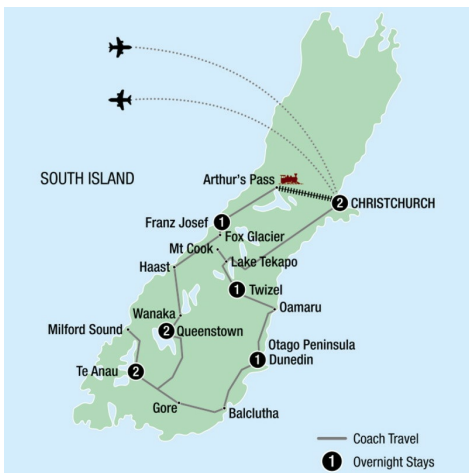 SOUTH ISLAND
Arthur's Pass
2 CHRISTCHURCH
Franz Josef 1
Fox Glacier
Mt Cook
Lake Tekapo
Haast
1 Twizel
Oamaru
Wanaka
Milford Sound
2 Queenstown
Otago Peninsula
1 Dunedin
Te Anau 2
Gore
Balclutha
Coach Travel
1 Overnight Stays